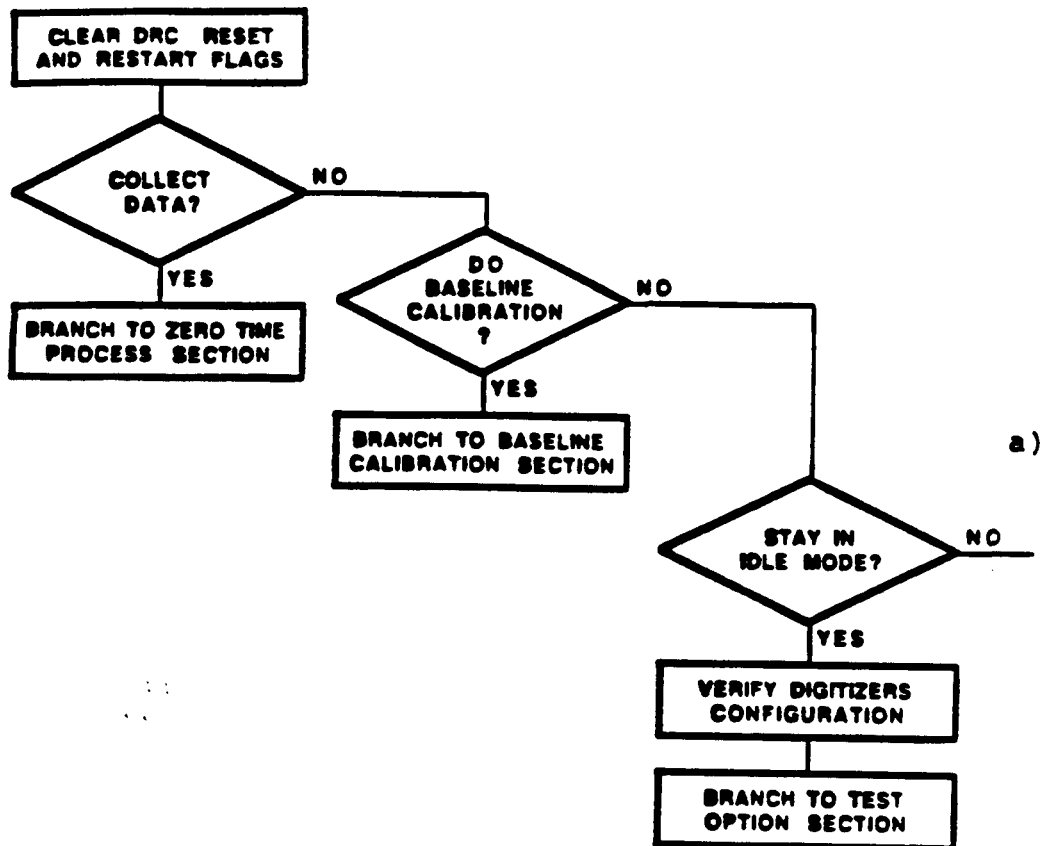 CLEAR DRC RESET
AND RESTART FLAGS
COLLECT
DATA?
NO
YES
BRANCH TO ZERO TIME
PROCESS SECTION
DO
BASELINE
CALIBRATION
?
NO
YES
BRANCH TO BASELINE
CALIBRATION SECTION
a)
STAY IN
IDLE MODE?
NO
YES
VERIFY DIGITIZERS
CONFIGURATION
BRANCH TO TEST
OPTION SECTION